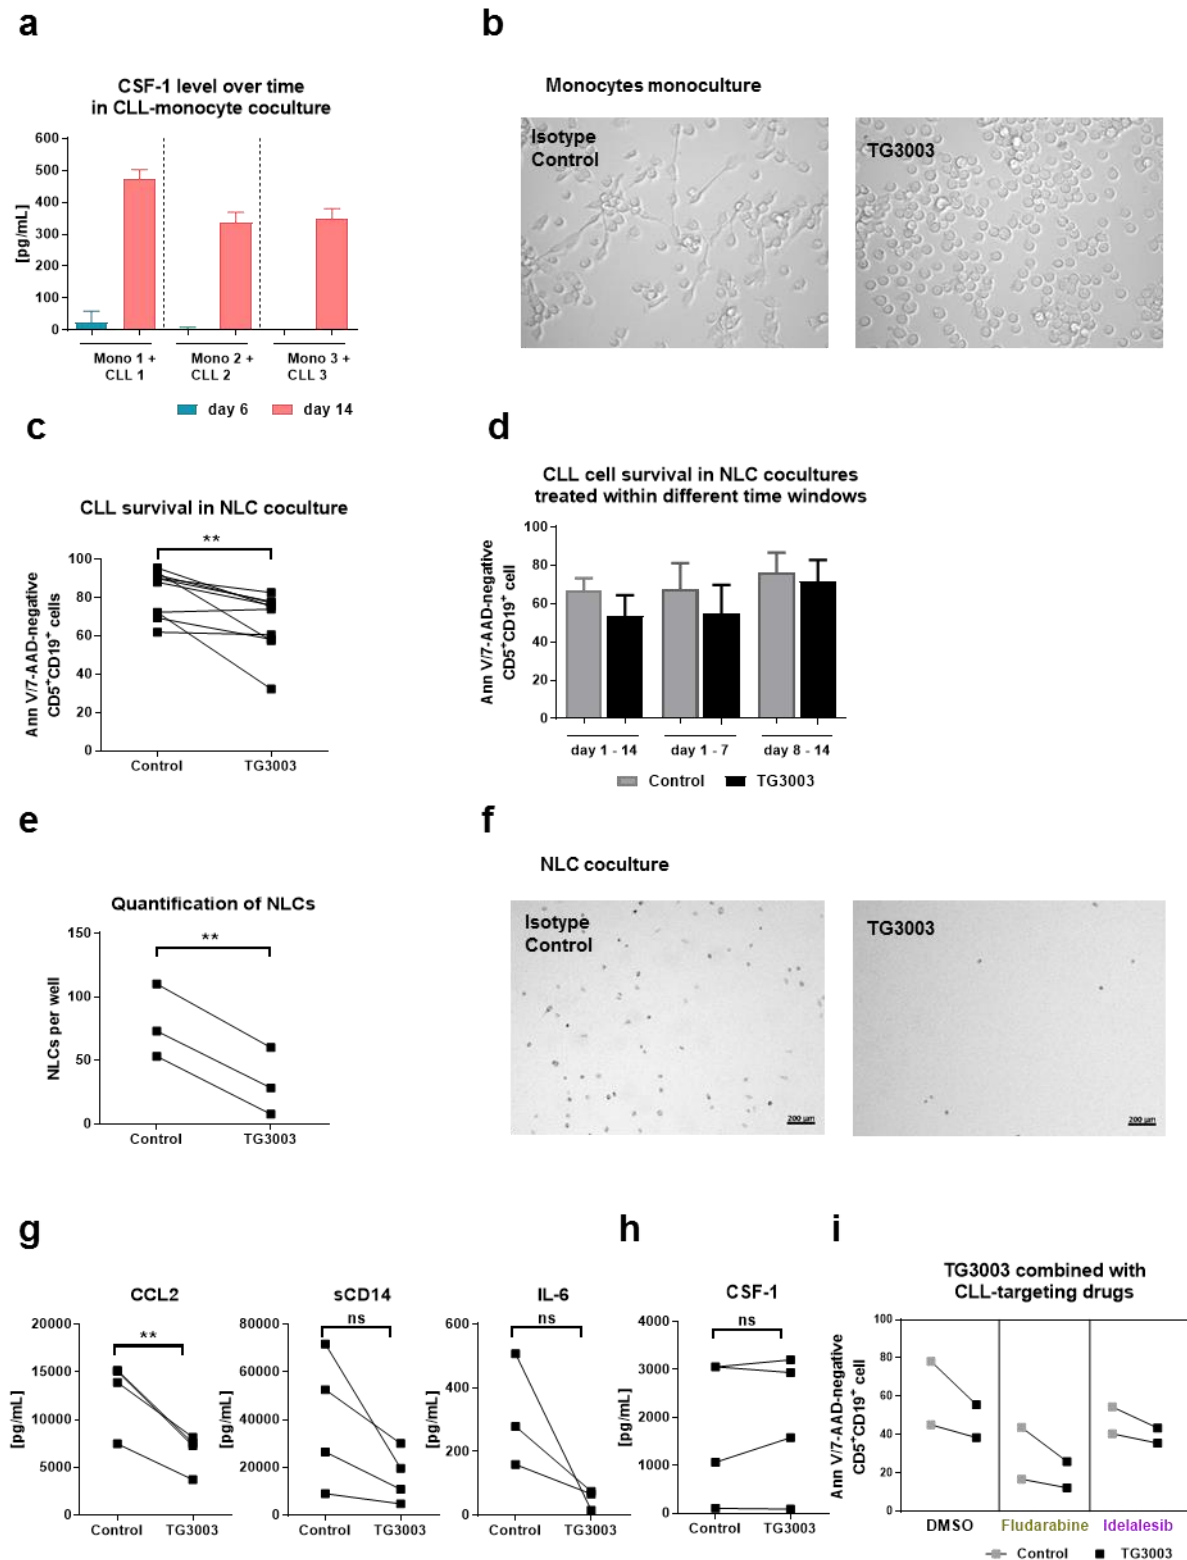 a
CSF-1 level over time
in CLL-monocyte coculture
[pg/mL]
600
500
400
300
200
100
0
Mono 1 +
CLL 1
Mono 2 +
CLL 2
Mono 3 +
CLL 3
day 6
day 14
b
Monocytes monoculture
Isotype
Control
TG3003
c
CLL survival in NLC coculture
**
Ann V/7-AAD-negative
CD5+CD19+ cells
100
80
60
40
20
0
Control
TG3003
d
CLL cell survival in NLC cocultures
treated within different time windows
Ann V/7-AAD-negative
CD5+CD19+ cell
100
80
60
40
20
0
day 1 - 14
day 1 - 7
day 8 - 14
Control
TG3003
e
Quantification of NLCs
**
NLCs per well
150
100
50
0
Control
TG3003
f
NLC coculture
Isotype
Control
200 µm
TG3003
200 µm
g
CCL2
**
[pg/mL]
20000
15000
10000
5000
0
Control
TG3003
sCD14
ns
[pg/mL]
80000
60000
40000
20000
0
Control
TG3003
IL-6
ns
[pg/mL]
600
400
200
0
Control
TG3003
h
CSF-1
ns
[pg/mL]
4000
3000
2000
1000
0
Control
TG3003
i
TG3003 combined with
CLL-targeting drugs
Ann V/7-AAD-negative
CD5+CD19+ cell
100
80
60
40
20
0
DMSO
Fludarabine
Idelalesib
Control
TG3003